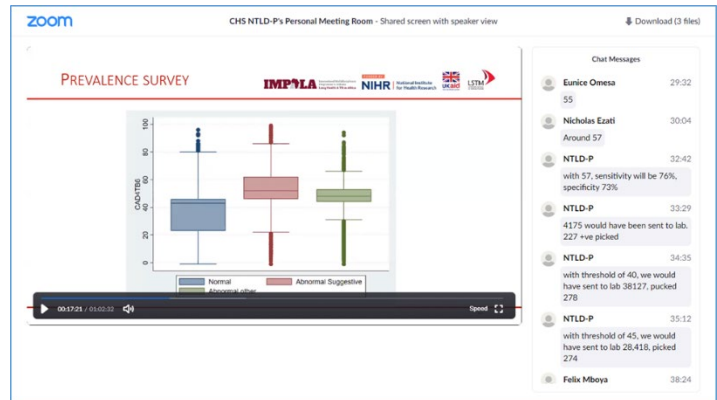 zoom
CHS NTLD-P's Personal Meeting Room - Shared screen with speaker view
Download (3 files)
PREVALENCE SURVEY
IMPALA
NIHR
National Institute
for Health Research
UKaid
LSTM
100
80
60
40
20
0
CAD4TB6
Normal
Abnormal Suggestive
Abnormal other
00:17:21 / 01:02:32
Speed
Chat Messages
Eunice Omesa 29:32
55
Nicholas Ezati 30:04
Around 57
NTLD-P 32:42
with 57, sensitivity will be 76%,
specificity 73%
NTLD-P 33:29
4175 would have been sent to lab.
227 +ve picked
NTLD-P 34:35
with threshold of 40, we would
have sent to lab 38127, pucked
278
NTLD-P 35:12
with threshold of 45, we would
have sent to lab 28,418, picked
274
Felix Mboya 38:24